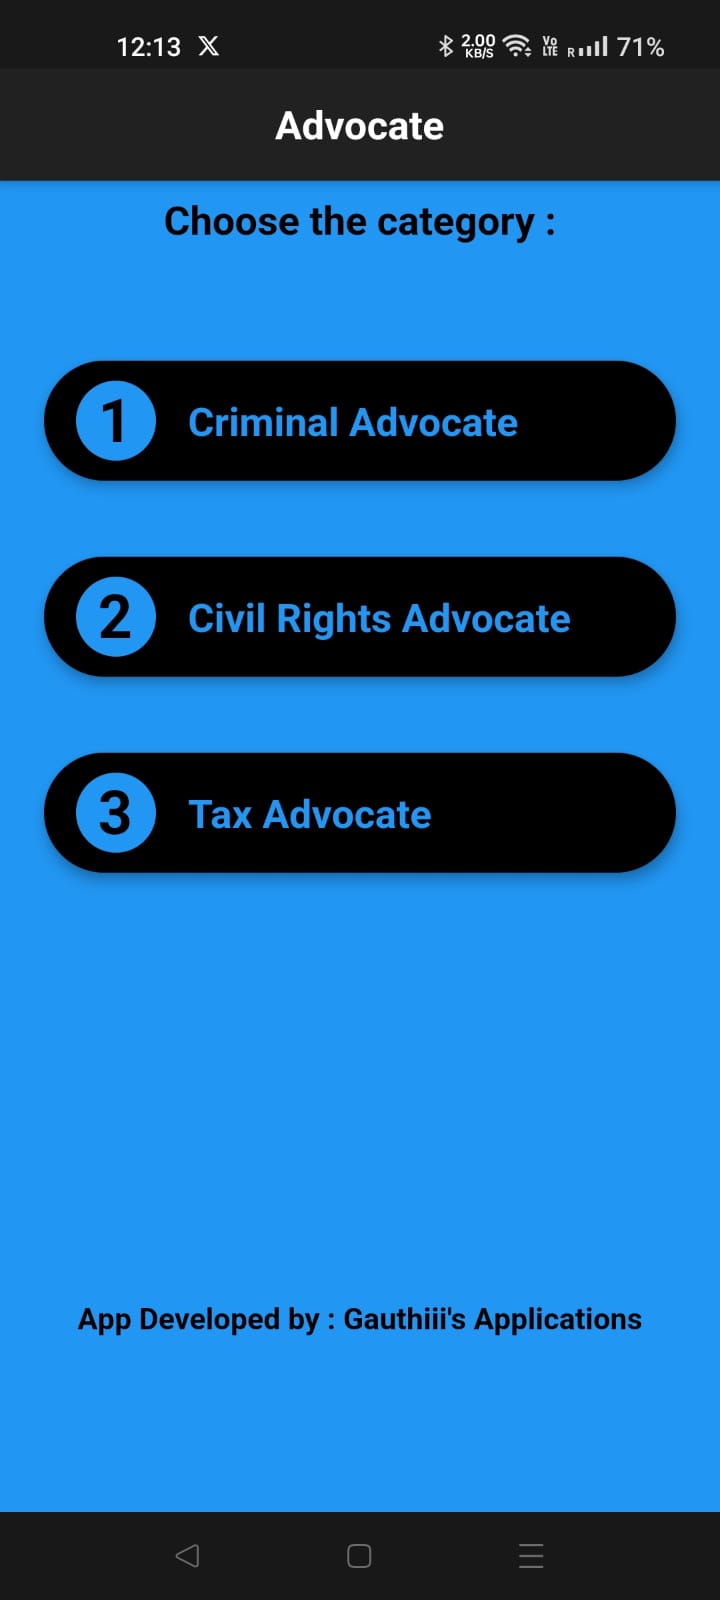 12:13 X 2.00 KB/S Vo LTE R 71%
Advocate
Choose the category :
1 Criminal Advocate
2 Civil Rights Advocate
3 Tax Advocate
App Developed by : Gauthiii's Applications